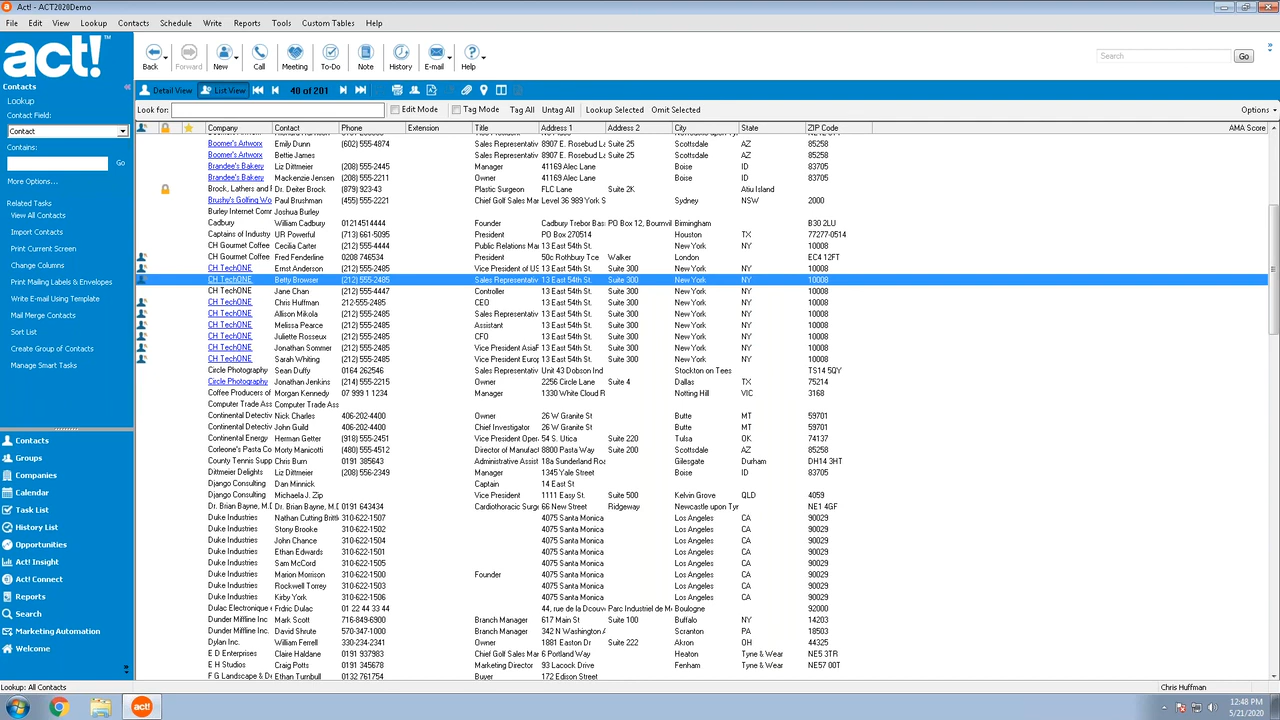 Act! - ACT2020Demo
File Edit View Lookup Contacts Schedule Write Reports Tools Custom Tables Help
act!™
Back Forward New Call Meeting To-Do Note History E-mail Help
Search Go
Contacts
Detail View List View 40 of 201
Lookup
Contact Field:
Contact
Contains:
Go
More Options...
Related Tasks
View All Contacts
Import Contacts
Print Current Screen
Change Columns
Print Mailing Labels & Envelopes
Write E-mail Using Template
Mail Merge Contacts
Sort List
Create Group of Contacts
Manage Smart Tasks
Contacts
Groups
Companies
Calendar
Task List
History List
Opportunities
Act! Insight
Act! Connect
Reports
Search
Marketing Automation
Welcome
Look for: Edit Mode Tag Mode Tag All Untag All Lookup Selected Omit Selected Options
Company Contact Phone Extension Title Address 1 Address 2 City State ZIP Code AMA Score
Boomer's Artworx Emily Dunn (602) 555-4874 Sales Representativ 8907 E. Rosebud La Suite 25 Scottsdale AZ 85258
Boomer's Artworx Bettie James Sales Representativ 8907 E. Rosebud La Suite 25 Scottsdale AZ 85258
Brandee's Bakery Liz Dittmeier (208) 555-2445 Manager 41169 Alec Lane Boise ID 83705
Brandee's Bakery Mackenzie Jensen (208) 555-2211 Owner 41169 Alec Lane Boise ID 83705
Brock, Lathers and F Dr. Deiter Brock (879) 923-43 Plastic Surgeon FLC Lane Suite 2K Atiu Island
Brushy's Golfing Wo Paul Brushman (455) 555-2221 Chief Golf Sales Mar Level 36 989 York S Sydney NSW 2000
Burley Internet Comr Joshua Burley
Cadbury William Cadbury 01214514444 Founder Cadbury Trebor Bas PO Box 12, Bournvil Birmingham B30 2LU
Captains of Industry UR Powerful (713) 661-5095 President PO Box 270514 Houston TX 77277-0514
CH Gourmet Coffee Cecilia Carter (212) 555-4444 Public Relations Ma 13 East 54th St. New York NY 10008
CH Gourmet Coffee Fred Fenderline 0208 746534 President 50c Rothbury Tce Walker London EC4 12FT
CH TechONE Ernst Anderson (212) 555-2485 Vice President of US 13 East 54th St. Suite 300 New York NY 10008
CH TechONE Betty Browser (212) 555-2485 Sales Representativ 13 East 54th St. Suite 300 New York NY 10008
CH TechONE Jane Chan (212) 555-4447 Controller 13 East 54th St. Suite 300 New York NY 10008
CH TechONE Chris Huffman 212-555-2485 CEO 13 East 54th St. Suite 300 New York NY 10008
CH TechONE Allison Mikola (212) 555-2485 Sales Representativ 13 East 54th St. Suite 300 New York NY 10008
CH TechONE Melissa Pearce (212) 555-2485 Assistant 13 East 54th St. Suite 300 New York NY 10008
CH TechONE Juliette Rosseux (212) 555-2485 CFO 13 East 54th St. Suite 300 New York NY 10008
CH TechONE Jonathan Sommer (212) 555-2485 Vice President Asiaf 13 East 54th St. Suite 300 New York NY 10008
CH TechONE Sarah Whiting (212) 555-2485 Vice President Europ 13 East 54th St. Suite 300 New York NY 10008
Circle Photography Sean Duffy 0164 262546 Unit 43 Dobson Ind Stockton on Tees TS14 5QY
Circle Photography Jonathan Jenkins (214) 555-2215 Owner 2256 Circle Lane Suite 4 Dallas TX 75214
Coffee Producers of Morgan Kennedy 07 999 1 1234 Manager 1330 White Cloud R Notting Hill VIC 3168
Computer Trade Ass Computer Trade Ass
Continental Detectiv Nick Charles 406-202-4400 Owner 26 W Granite St Butte MT 59701
Continental Detectiv John Guild 406-202-4400 Chief Investigator 26 W Granite St Butte MT 59701
Continental Energy Herman Getter (918) 555-2451 Vice President Oper 54 S. Utica Suite 220 Tulsa OK 74137
Corleone's Pasta Co Morty Manicotti (480) 555-4512 Director of Manufact 8800 Pasta Way Suite 200 Scottsdale AZ 85258
County Tennis Supp Chris Burn 0191 385643 Administrative Assist 18a Sunderland Roa Gilesgate Durham DH14 3HT
Dittmeier Delights Liz Dittmeier (208) 556-2349 Manager 1345 Yale Street Boise ID 83705
Django Consulting Dan Minnick Captain 14 East St
Django Consulting Michaela J. Zip Vice President 1111 Easy St. Suite 500 Kelvin Grove QLD 4059
Dr. Brian Bayne, M.D Dr. Brian Bayne, M. 0191 643434 Cardiothoracic Surg Westgate Street Ridgeway Newcastle upon Tyr NE1 4GF
Duke Industries Nathan Cutting Britt 310-622-1507 4075 Santa Monica Los Angeles CA 90029
Duke Industries Stony Brooke 310-622-1502 4075 Santa Monica Los Angeles CA 90029
Duke Industries John Chance 310-622-1504 4075 Santa Monica Los Angeles CA 90029
Duke Industries Ethan Edwards 310-622-1501 4075 Santa Monica Los Angeles CA 90029
Duke Industries Sam McCord 310-622-1505 4075 Santa Monica Los Angeles CA 90029
Duke Industries Marion Morrison 310-622-1500 Founder 4075 Santa Monica Los Angeles CA 90029
Duke Industries Rockwell Torrey 310-622-1503 4075 Santa Monica Los Angeles CA 90029
Duke Industries Kirby York 310-622-1506 4075 Santa Monica Los Angeles CA 90029
Dulac Electronique e Frdric Dulac 01 22 44 33 44 44, rue de la Dcouv Parc Industriel de M Boulogne 92000
Dunder Mifflin Inc Mark Scott 716-849-6900 Branch Manager 617 Main St Suite 100 Buffalo NY 14203
Dunder Mifflin Inc. David Shrute 570-347-1000 Branch Manager 342 N Washington A Scranton PA 18503
Dylan Inc. William Ferrell 330-234-2341 Owner 1881 Easton Dr Suite 222 Akron OH 44035
E D Enterprises Claire Haldane 0191 937983 Chief Golf Sales Mar 6 Portland Way Heaton Tyne & Wear NE5 3TR
E H Studios Craig Potts 0191 345678 Marketing Director 93 Lacock Drive Fenham Tyne & Wear NE57 0OT
F G Landscape & D Ethan Turnbull 0132 761754 Buyer 172 Edison Street
Lookup: All Contacts Chris Huffman
act!
12:48 PM
5/21/2020